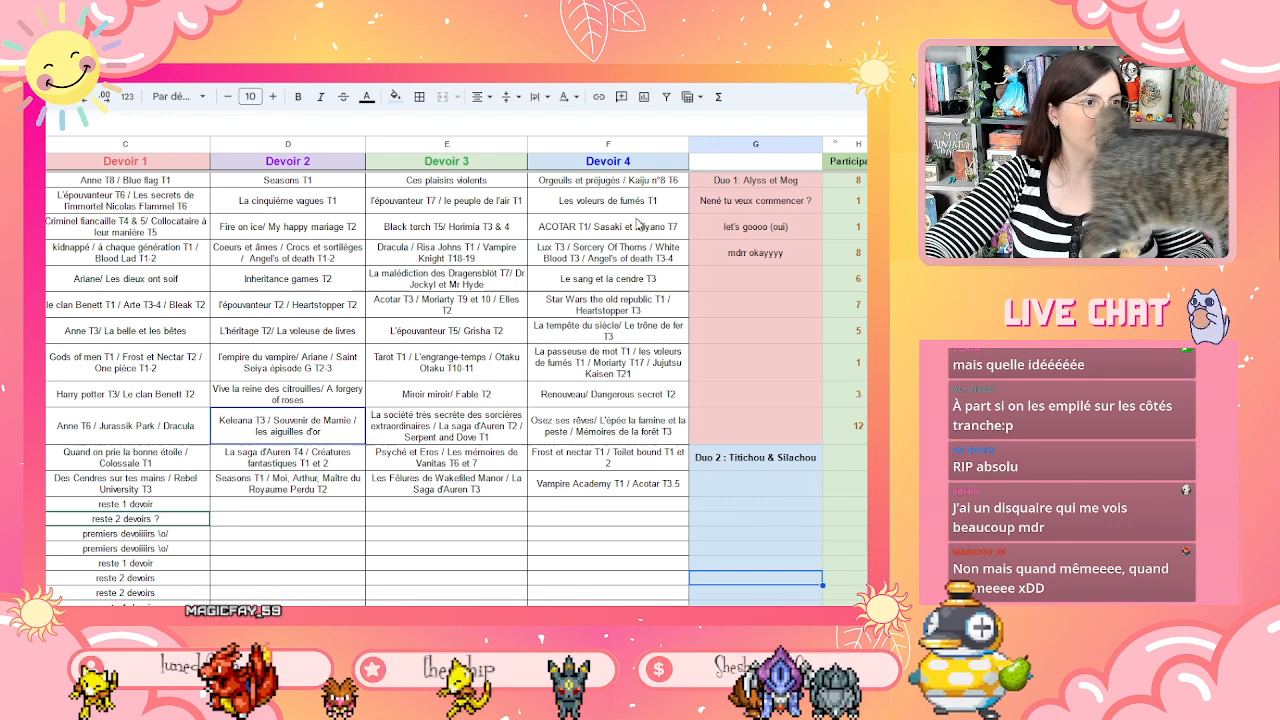 .00 123 Par dé... − 10 + B I A Σ
C D E F G H
Devoir 1 Devoir 2 Devoir 3 Devoir 4 Participa
Anne T8 / Blue flag T1 Seasons T1 Ces plaisirs violents Orgeuils et préjugés / Kaiju n°8 T6 Duo 1: Alyss et Meg 8
L'épouvanteur T6 / Les secrets de
l'immortel Nicolas Flammel T6
La cinquième vagues T1 l'épouvanteur T7 / le peuple de l'air T1 Les voleurs de fumés T1 Nené tu veux commencer ? 1
Criminel fiancaille T4 & 5/ Collocataire à
leur manière T5
Fire on ice/ My happy mariage T2 Black torch T5/ Horimia T3 & 4 ACOTAR T1/ Sasaki et Miyano T7 let's goooo (oui) 1
kidnappé / à chaque génération T1 /
Blood Lad T1-2
Coeurs et âmes / Crocs et sortilèges
/ Angel's of death T1-2
Dracula / Risa Johns T1 / Vampire
Knight T18-19
Lux T3 / Sorcery Of Thorns / White
Blood T3 / Angel's of death T3-4
mdrr okayyyy 8
Ariane/ Les dieux ont soif Inheritance games T2
La malédiction des Dragensblöt T7/ Dr
Jeckyl et Mr Hyde
Le sang et la cendre T3 6
le clan Benett T1 / Arte T3-4 / Bleak T2 l'épouvanteur T2 / Heartstopper T2
Acotar T3 / Moriarty T9 et 10 / Elles
T2
Star Wars the old republic T1 /
Heartstopper T3
7
Anne T3/ La belle et les bêtes L'héritage T2/ La voleuse de livres L'épouvanteur T5/ Grisha T2
La tempête du siècle/ Le trône de fer
T3
5
Gods of men T1 / Frost et Nectar T2 /
One pièce T1-2
l'empire du vampire/ Ariane / Saint
Seiya épisode G T2-3
Tarot T1 / L'engrange-temps / Otaku
Otaku T10-11
La passeuse de mot T1 / les voleurs
de fumés T1 / Moriarty T17 / Jujutsu
Kaisen T21
1
Harry potter T3/ Le clan Benett T2
Vive la reine des citrouilles/ A forgery
of roses
Miroir miroir/ Fable T2 Renouveau/ Dangerous secret T2 3
Anne T6 / Jurassik Park / Dracula
Keleana T3 / Souvenir de Marnie /
les aiguilles d'or
La société très secrète des sorcières
extraordinaires / La saga d'Auren T2 /
Serpent and Dove T1
Osez ses rêves/ L'épée la famine et la
peste / Mémoires de la forêt T3
12
Quand on prie la bonne étoile /
Colossale T1
La saga d'Auren T4 / Créatures
fantastiques T1 et 2
Psyché et Eros / Les mémoires de
Vanitas T6 et 7
Frost et nectar T1 / Toilet bound T1 et
2
Duo 2 : Titichou & Silachou
Des Cendres sur tes mains / Rebel
University T3
Seasons T1 / Moi, Arthur, Maître du
Royaume Perdu T2
Les Fêlures de Wakefiled Manor / La
Saga d'Auren T3
Vampire Academy T1 / Acotar T3.5
reste 1 devoir
reste 2 devoirs ?
premiers devoiiiirs \o/
premiers devoiiiirs \o/
reste 1 devoir
reste 2 devoirs
reste 2 devoirs
MAGICFAY_59
LIVE CHAT
mais quelle idéééééée
À part si on les empilé sur les côtés
tranche:p
RIP absolu
J'ai un disquaire qui me vois
beaucoup mdr
MAGICFAY_59
Non mais quand mêmeeee, quand
meeee xDD
MY